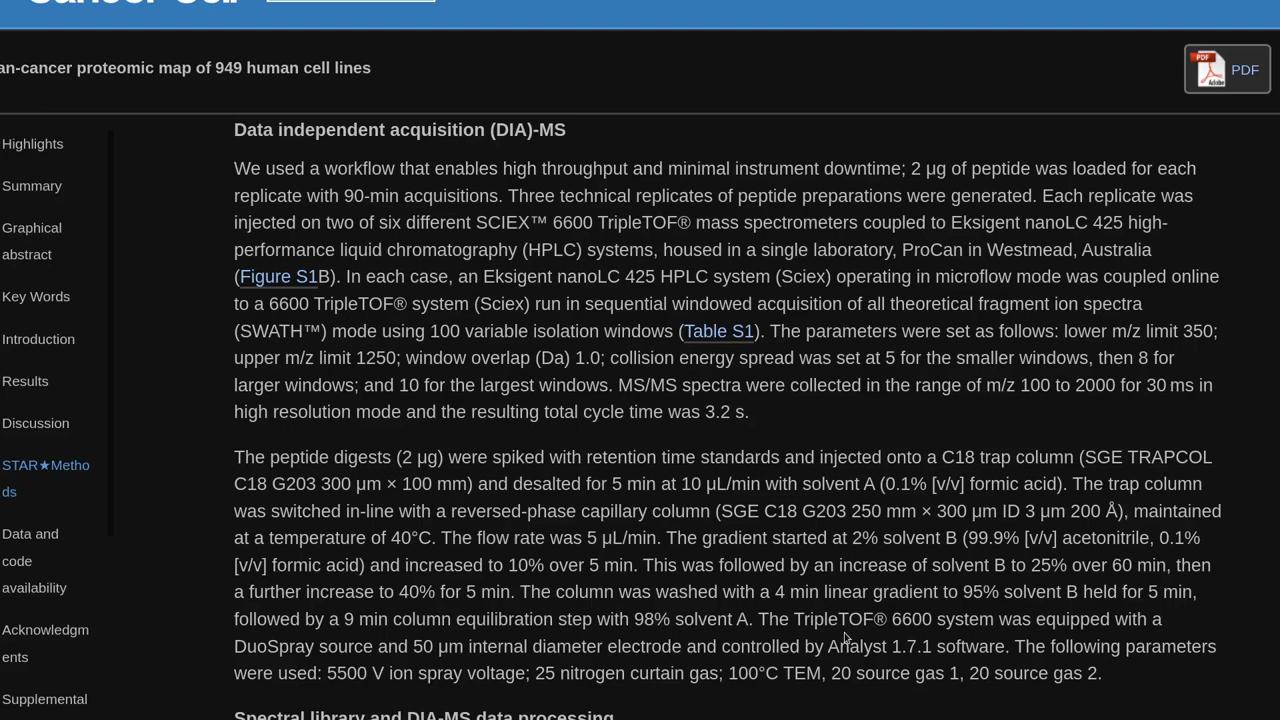 an-cancer proteomic map of 949 human cell lines
PDF
PDF
Adobe
Highlights
Summary
Graphical
abstract
Key Words
Introduction
Results
Discussion
STAR★Metho
ds
Data and
code
availability
Acknowledgm
ents
Supplemental
Data independent acquisition (DIA)-MS
We used a workflow that enables high throughput and minimal instrument downtime; 2 μg of peptide was loaded for each
replicate with 90-min acquisitions. Three technical replicates of peptide preparations were generated. Each replicate was
injected on two of six different SCIEX™ 6600 TripleTOF® mass spectrometers coupled to Eksigent nanoLC 425 high-
performance liquid chromatography (HPLC) systems, housed in a single laboratory, ProCan in Westmead, Australia
(Figure S1B). In each case, an Eksigent nanoLC 425 HPLC system (Sciex) operating in microflow mode was coupled online
to a 6600 TripleTOF® system (Sciex) run in sequential windowed acquisition of all theoretical fragment ion spectra
(SWATH™) mode using 100 variable isolation windows (Table S1). The parameters were set as follows: lower m/z limit 350;
upper m/z limit 1250; window overlap (Da) 1.0; collision energy spread was set at 5 for the smaller windows, then 8 for
larger windows; and 10 for the largest windows. MS/MS spectra were collected in the range of m/z 100 to 2000 for 30 ms in
high resolution mode and the resulting total cycle time was 3.2 s.
The peptide digests (2 μg) were spiked with retention time standards and injected onto a C18 trap column (SGE TRAPCOL
C18 G203 300 μm × 100 mm) and desalted for 5 min at 10 μL/min with solvent A (0.1% [v/v] formic acid). The trap column
was switched in-line with a reversed-phase capillary column (SGE C18 G203 250 mm × 300 μm ID 3 μm 200 Å), maintained
at a temperature of 40°C. The flow rate was 5 μL/min. The gradient started at 2% solvent B (99.9% [v/v] acetonitrile, 0.1%
[v/v] formic acid) and increased to 10% over 5 min. This was followed by an increase of solvent B to 25% over 60 min, then
a further increase to 40% for 5 min. The column was washed with a 4 min linear gradient to 95% solvent B held for 5 min,
followed by a 9 min column equilibration step with 98% solvent A. The TripleTOF® 6600 system was equipped with a
DuoSpray source and 50 μm internal diameter electrode and controlled by Analyst 1.7.1 software. The following parameters
were used: 5500 V ion spray voltage; 25 nitrogen curtain gas; 100°C TEM, 20 source gas 1, 20 source gas 2.
Spectral library and DIA-MS data processing